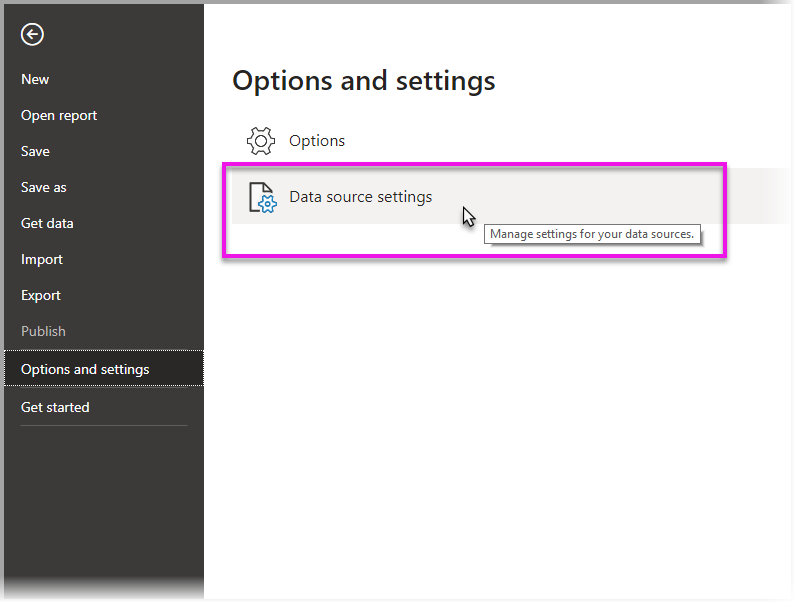 New
Open report
Save
Save as
Get data
Import
Export
Publish
Options and settings
Get started
Options and settings
Options
Data source settings
Manage settings for your data sources.